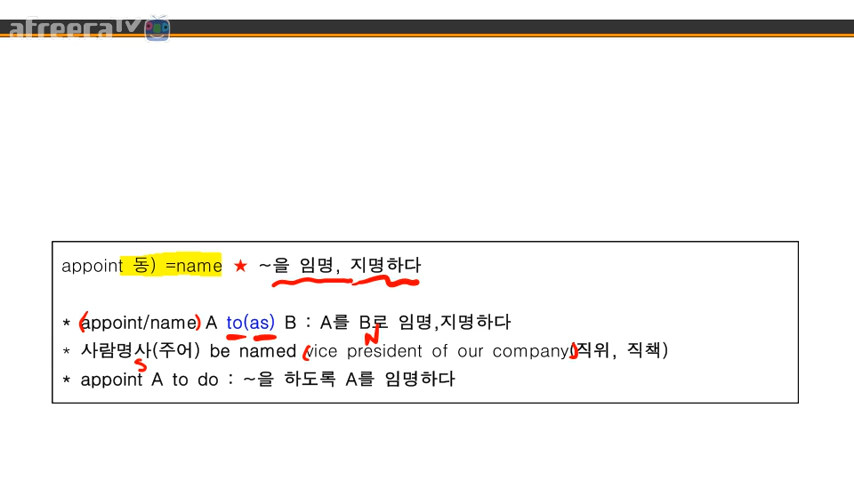 afreecaTV
appoint 동) =name ★ ~을 임명, 지명하다
* appoint/name A to(as) B : A를 B로 임명,지명하다
* 사람명사(주어) be named vice president of our company(직위, 직책)
* appoint A to do : ~을 하도록 A를 임명하다